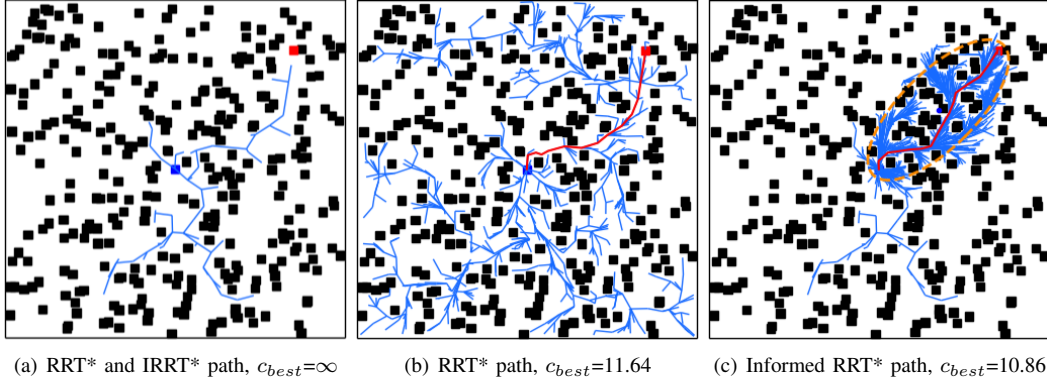 (a) RRT* and IRRT* path, c_best=∞
(b) RRT* path, c_best=11.64
(c) Informed RRT* path, c_best=10.86